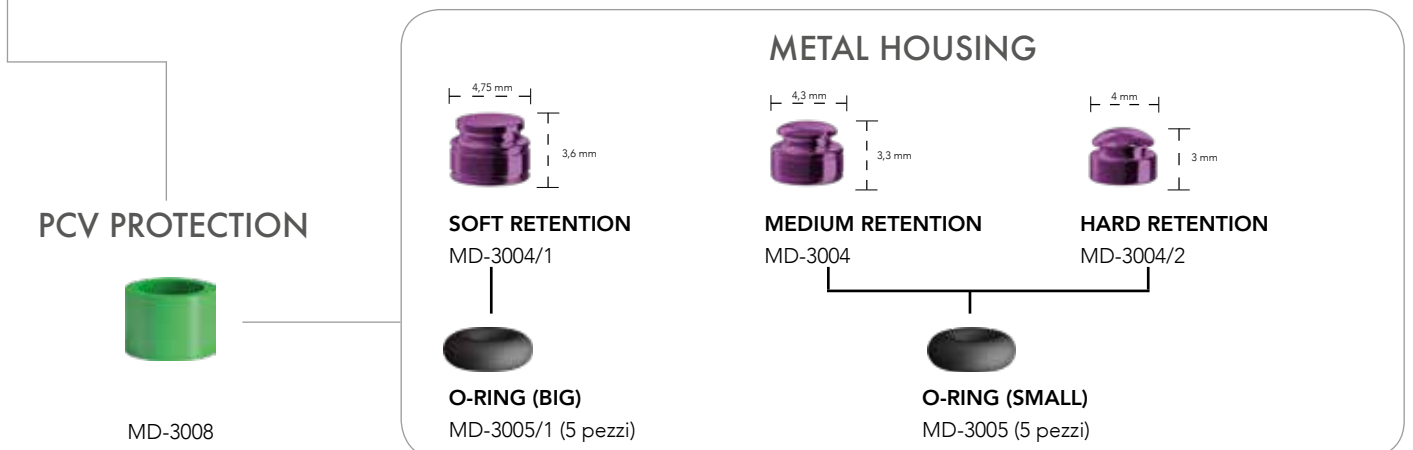 METAL HOUSING
4,75 mm
3,6 mm
4,3 mm
3,3 mm
4 mm
3 mm
SOFT RETENTION
MD-3004/1
MEDIUM RETENTION
MD-3004
HARD RETENTION
MD-3004/2
PCV PROTECTION
MD-3008
O-RING (BIG)
MD-3005/1 (5 pezzi)
O-RING (SMALL)
MD-3005 (5 pezzi)